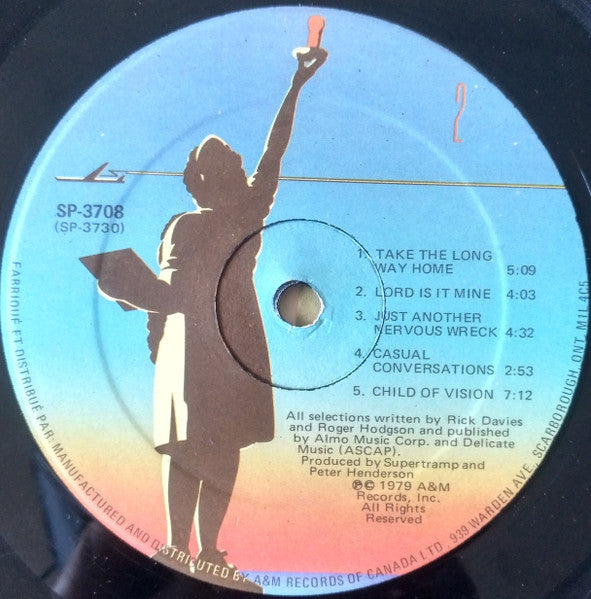 2
SP-3708
(SP-3730)
1. TAKE THE LONG
WAY HOME 5:09
2. LORD IS IT MINE 4:03
3. JUST ANOTHER
NERVOUS WRECK 4:32
4. CASUAL
CONVERSATIONS 2:53
5. CHILD OF VISION 7:12
All selections written by Rick Davies
and Roger Hodgson and published
by Almo Music Corp. and Delicate
Music (ASCAP).
Produced by Supertramp and
Peter Henderson
℗© 1979 A&M
Records, Inc.
All Rights
Reserved
FABRIQUÉ ET DISTRIBUÉ PAR: MANUFACTURED AND DISTRIBUTED BY A&M RECORDS OF CANADA LTD. 939 WARDEN AVE., SCARBOROUGH, ONT. M1L 4C5